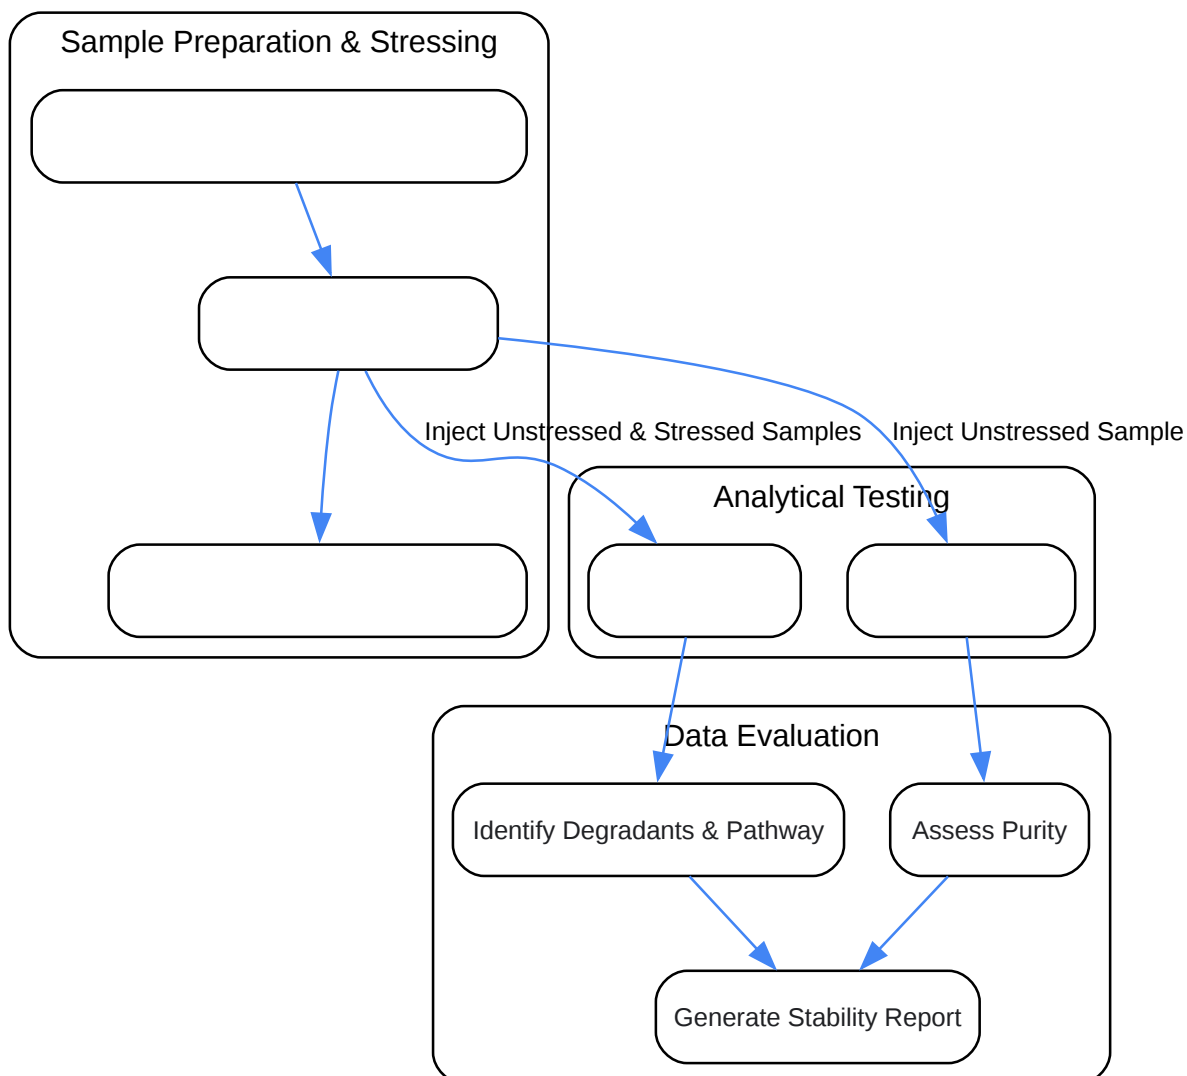 Sample Preparation & Stressing
Inject Unstressed & Stressed Samples
Inject Unstressed Sample
Analytical Testing
Data Evaluation
Identify Degradants & Pathway
Assess Purity
Generate Stability Report